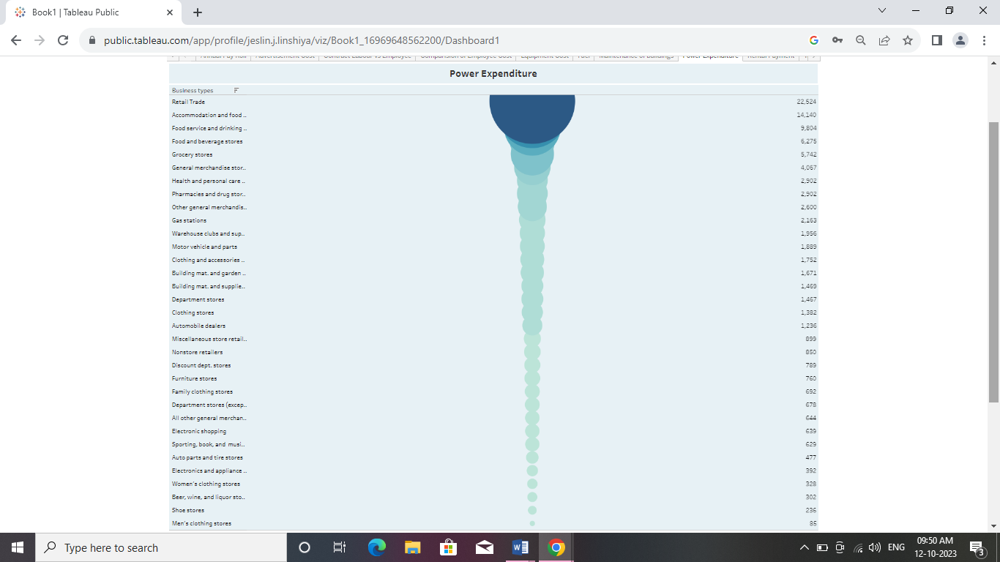 Book1 | Tableau Public
public.tableau.com/app/profile/jeslin.j.linshiya/viz/Book1_16969648562200/Dashboard1
Annual Pay Roll Advertisement Cost Contract Labour vs Employee Comparision of Employee Cost Equipment Cost Fuel Maintenance of Buildings Power Expenditure Rental Payment
Power Expenditure
Business types
Retail Trade 22,524
Accommodation and food .. 14,140
Food service and drinking .. 9,804
Food and beverage stores 6,275
Grocery stores 5,742
General merchandise stor.. 4,067
Health and personal care .. 2,902
Pharmacies and drug stor.. 2,902
Other general merchandis.. 2,600
Gas stations 2,163
Warehouse clubs and sup.. 1,956
Motor vehicle and parts 1,889
Clothing and accessories .. 1,752
Building mat. and garden .. 1,671
Building mat. and supplie.. 1,469
Department stores 1,467
Clothing stores 1,382
Automobile dealers 1,236
Miscellaneous store retail.. 899
Nonstore retailers 850
Discount dept. stores 789
Furniture stores 760
Family clothing stores 692
Department stores (excep.. 678
All other general merchan.. 644
Electronic shopping 639
Sporting, book, and musi.. 629
Auto parts and tire stores 477
Electronics and appliance .. 392
Women's clothing stores 328
Beer, wine, and liquor sto.. 302
Shoe stores 236
Men's clothing stores 85
Type here to search
ENG
09:50 AM
12-10-2023
3